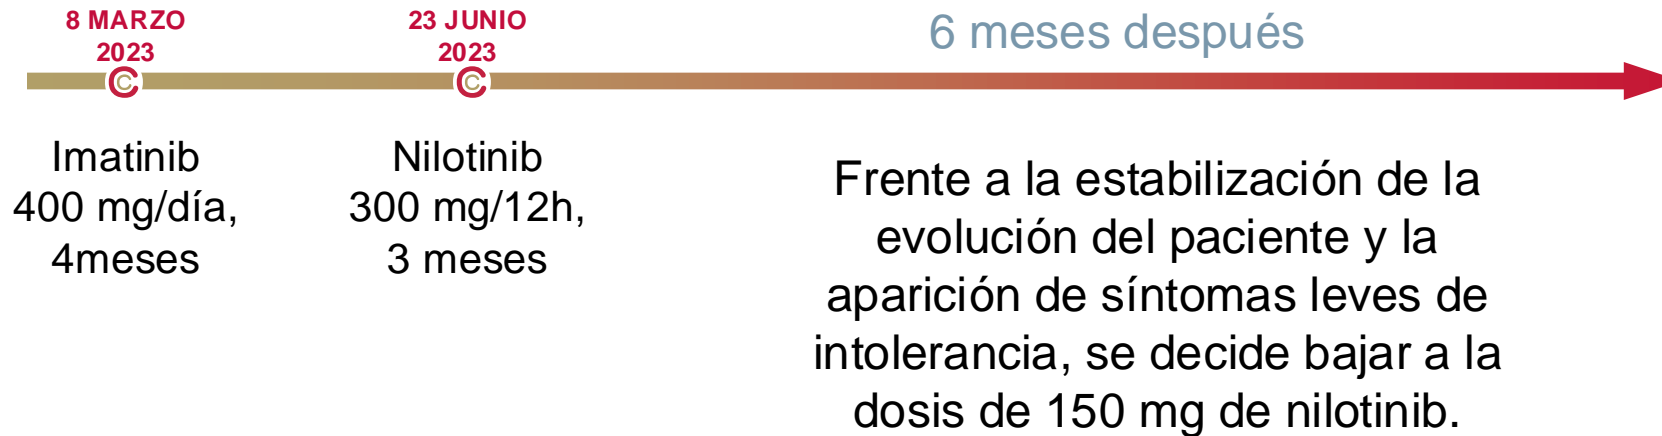 8 MARZO
2023
23 JUNIO
2023
6 meses después
Imatinib
400 mg/día,
4meses
Nilotinib
300 mg/12h,
3 meses
Frente a la estabilización de la
evolución del paciente y la
aparición de síntomas leves de
intolerancia, se decide bajar a la
dosis de 150 mg de nilotinib.